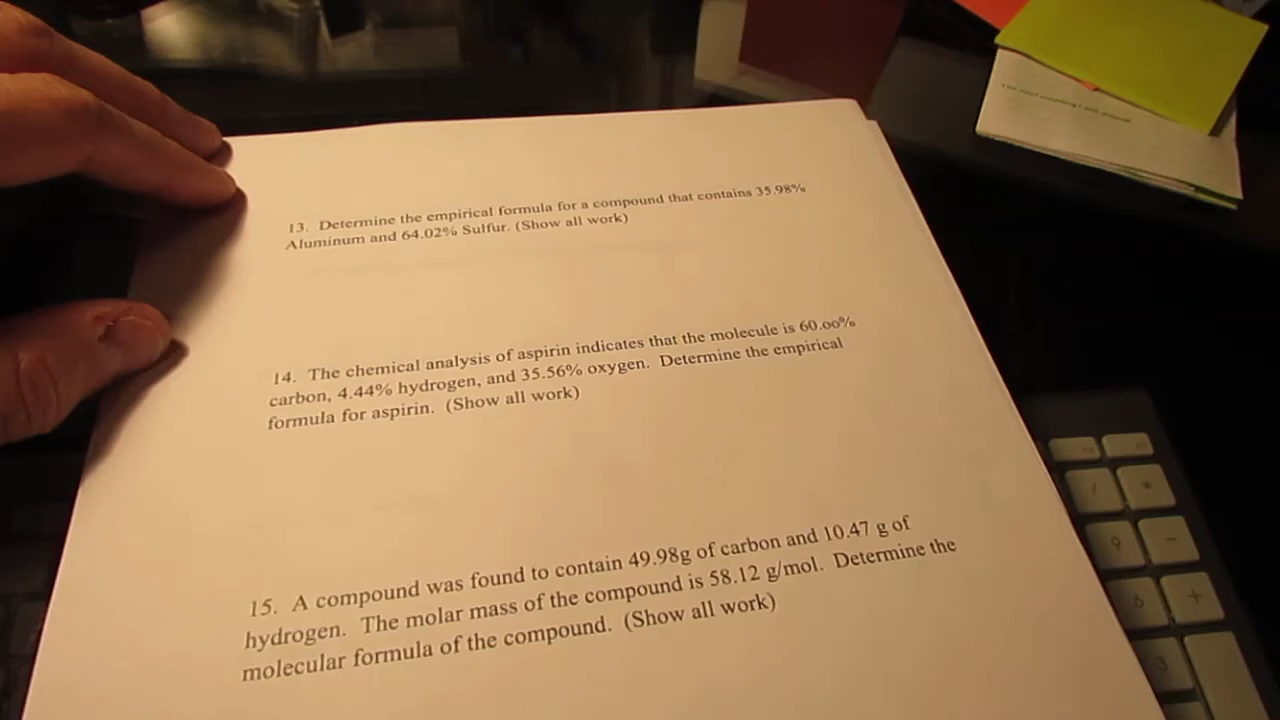 13. Determine the empirical formula for a compound that contains 35.98%
Aluminum and 64.02% Sulfur. (Show all work)
14. The chemical analysis of aspirin indicates that the molecule is 60.oo%
carbon, 4.44% hydrogen, and 35.56% oxygen. Determine the empirical
formula for aspirin. (Show all work)
15. A compound was found to contain 49.98g of carbon and 10.47 g of
hydrogen. The molar mass of the compound is 58.12 g/mol. Determine the
molecular formula of the compound. (Show all work)
/ *
9 -
6 +
3